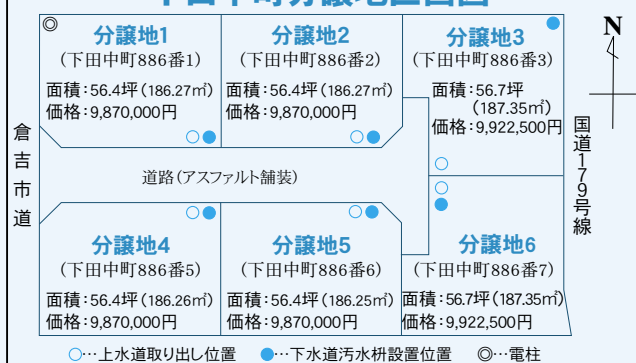 下田中町分譲地区画図
◎
分譲地1
(下田中町886番1)
面積：56.4坪(186.27㎡)
価格：9,870,000円
○●
分譲地2
(下田中町886番2)
面積：56.4坪(186.27㎡)
価格：9,870,000円
○●
分譲地3
(下田中町886番3)
面積：56.7坪
(187.35㎡)
価格：9,922,500円
N
倉吉市道
道路(アスファルト舗装)
国道179号線
○●
分譲地4
(下田中町886番5)
面積：56.4坪(186.26㎡)
価格：9,870,000円
○●
分譲地5
(下田中町886番6)
面積：56.4坪(186.25㎡)
価格：9,870,000円
分譲地6
(下田中町886番7)
面積：56.7坪(187.35㎡)
価格：9,922,500円
○…上水道取り出し位置　●…下水道汚水枡設置位置　◎…電柱